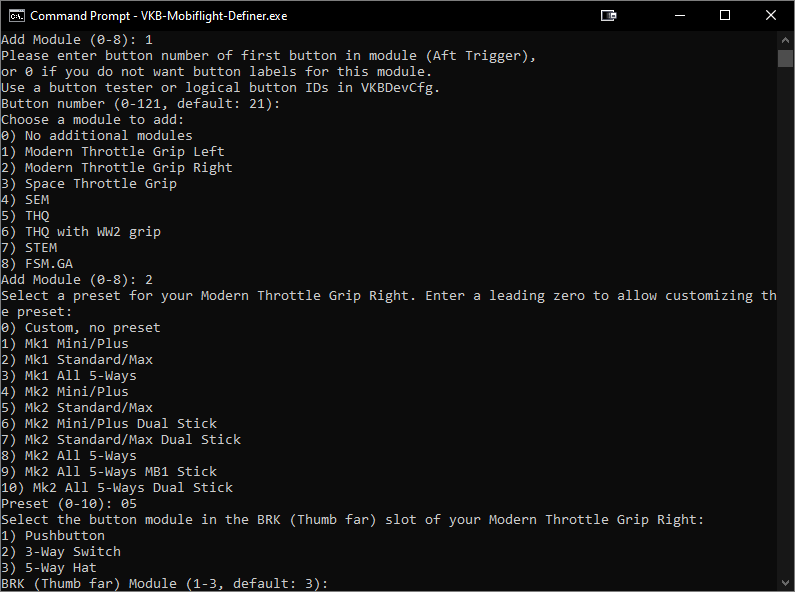 Command Prompt - VKB-Mobiflight-Definer.exe
Add Module (0-8): 1
Please enter button number of first button in module (Aft Trigger),
or 0 if you do not want button labels for this module.
Use a button tester or logical button IDs in VKBDevCfg.
Button number (0-121, default: 21):
Choose a module to add:
0) No additional modules
1) Modern Throttle Grip Left
2) Modern Throttle Grip Right
3) Space Throttle Grip
4) SEM
5) THQ
6) THQ with WW2 grip
7) STEM
8) FSM.GA
Add Module (0-8): 2
Select a preset for your Modern Throttle Grip Right. Enter a leading zero to allow customizing th
e preset:
0) Custom, no preset
1) Mk1 Mini/Plus
2) Mk1 Standard/Max
3) Mk1 All 5-Ways
4) Mk2 Mini/Plus
5) Mk2 Standard/Max
6) Mk2 Mini/Plus Dual Stick
7) Mk2 Standard/Max Dual Stick
8) Mk2 All 5-Ways
9) Mk2 All 5-Ways MB1 Stick
10) Mk2 All 5-Ways Dual Stick
Preset (0-10): 05
Select the button module in the BRK (Thumb far) slot of your Modern Throttle Grip Right:
1) Pushbutton
2) 3-Way Switch
3) 5-Way Hat
BRK (Thumb far) Module (1-3, default: 3):